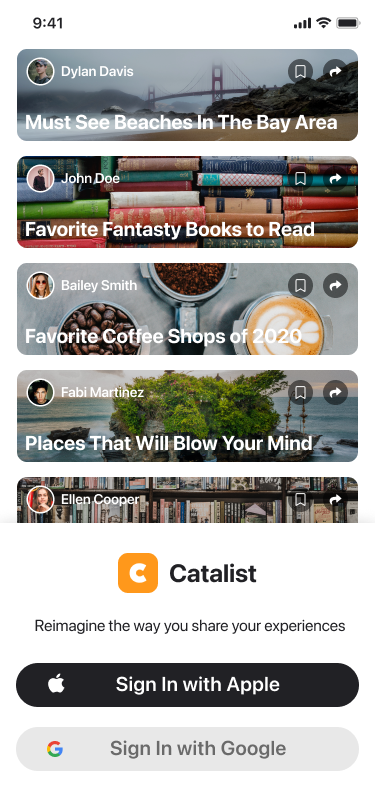 9:41
Dylan Davis
Must See Beaches In The Bay Area
John Doe
Favorite Fantasty Books to Read
Bailey Smith
Favorite Coffee Shops of 2020
Fabi Martinez
Places That Will Blow Your Mind
Ellen Cooper
C Catalist
Reimagine the way you share your experiences
Sign In with Apple
G Sign In with Google